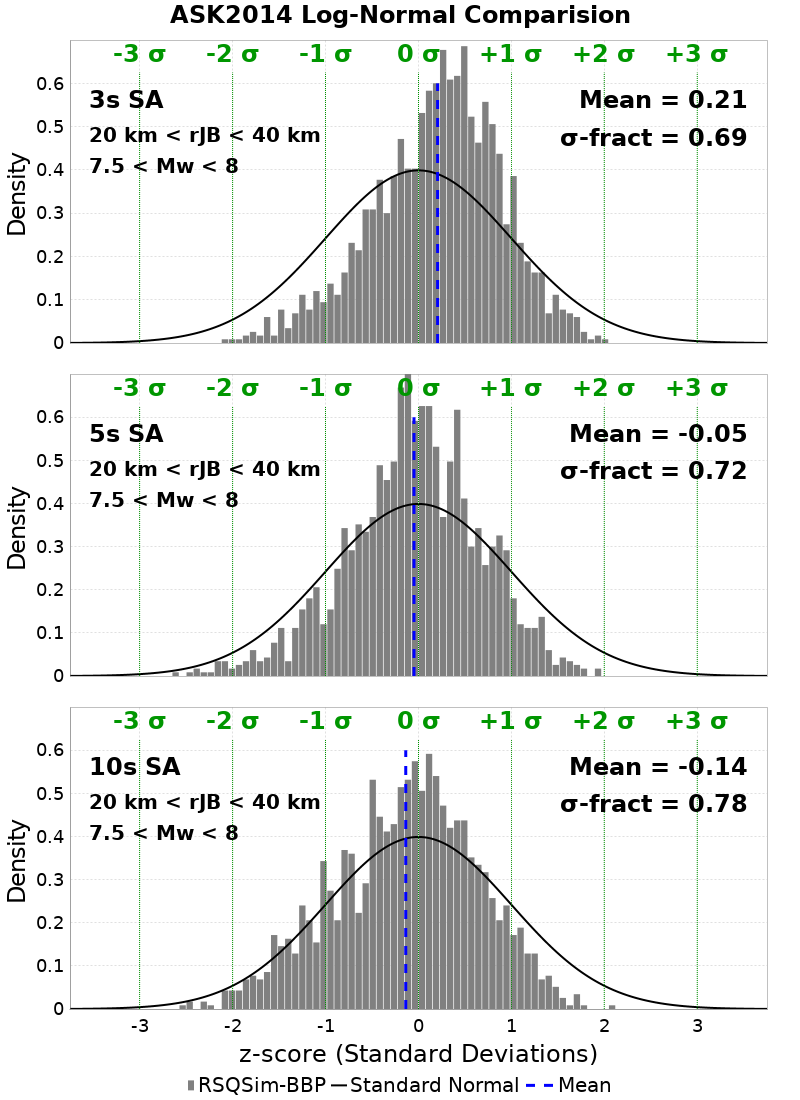 ASK2014 Log-Normal Comparision
-3 σ -2 σ -1 σ 0 σ +1 σ +2 σ +3 σ
3s SA
20 km < rJB < 40 km
7.5 < Mw < 8
Mean = 0.21
σ-fract = 0.69
Density
0.6
0.5
0.4
0.3
0.2
0.1
0
-3 σ -2 σ -1 σ 0 σ +1 σ +2 σ +3 σ
5s SA
20 km < rJB < 40 km
7.5 < Mw < 8
Mean = -0.05
σ-fract = 0.72
Density
0.6
0.5
0.4
0.3
0.2
0.1
0
-3 σ -2 σ -1 σ 0 σ +1 σ +2 σ +3 σ
10s SA
20 km < rJB < 40 km
7.5 < Mw < 8
Mean = -0.14
σ-fract = 0.78
Density
0.6
0.5
0.4
0.3
0.2
0.1
0
-3 -2 -1 0 1 2 3
z-score (Standard Deviations)
RSQSim-BBP Standard Normal Mean